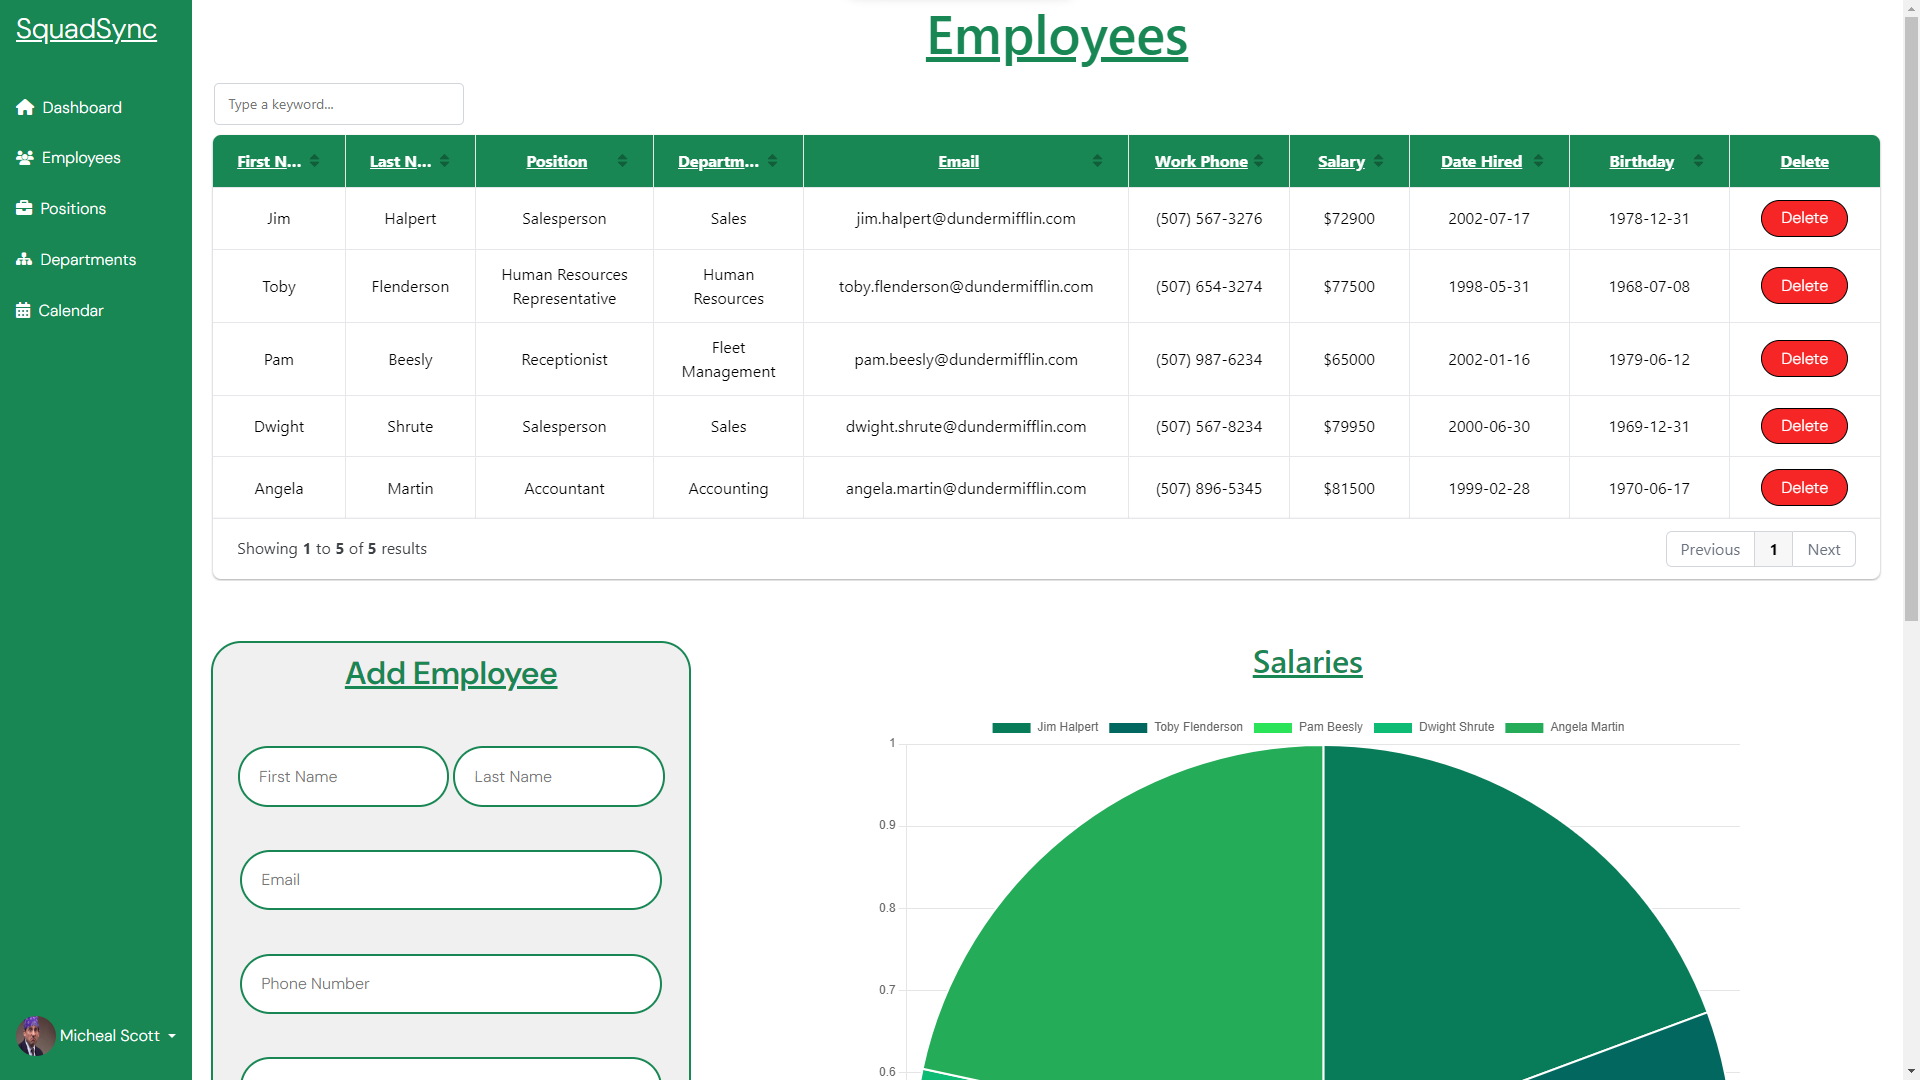 SquadSync
Dashboard
Employees
Positions
Departments
Calendar
Micheal Scott
Employees
Type a keyword...
First N... Last N... Position Departm... Email Work Phone Salary Date Hired Birthday Delete
Jim Halpert Salesperson Sales jim.halpert@dundermifflin.com (507) 567-3276 $72900 2002-07-17 1978-12-31 Delete
Toby Flenderson Human Resources Representative Human Resources toby.flenderson@dundermifflin.com (507) 654-3274 $77500 1998-05-31 1968-07-08 Delete
Pam Beesly Receptionist Fleet Management pam.beesly@dundermifflin.com (507) 987-6234 $65000 2002-01-16 1979-06-12 Delete
Dwight Shrute Salesperson Sales dwight.shrute@dundermifflin.com (507) 567-8234 $79950 2000-06-30 1969-12-31 Delete
Angela Martin Accountant Accounting angela.martin@dundermifflin.com (507) 896-5345 $81500 1999-02-28 1970-06-17 Delete
Showing 1 to 5 of 5 results
Previous 1 Next
Add Employee
First Name Last Name
Email
Phone Number
Salaries
Jim Halpert Toby Flenderson Pam Beesly Dwight Shrute Angela Martin
1
0.9
0.8
0.7
0.6